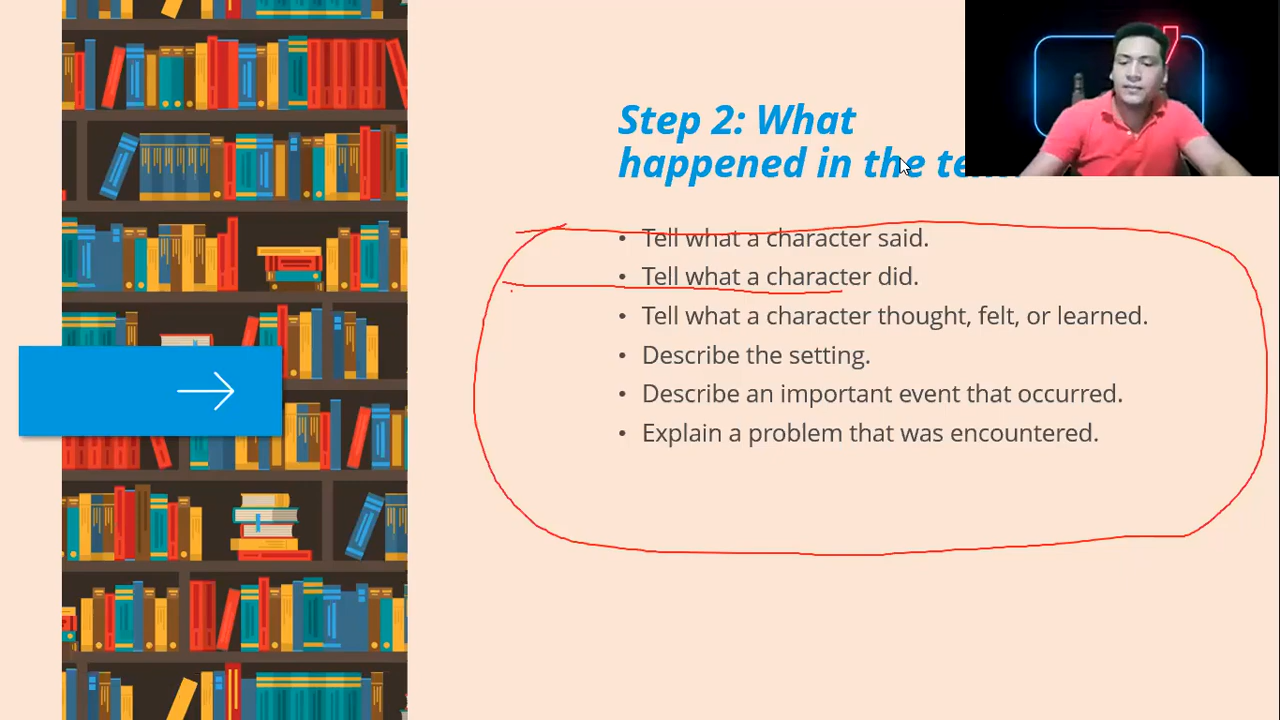 Step 2: What
happened in the
• Tell what a character said.
• Tell what a character did.
• Tell what a character thought, felt, or learned.
• Describe the setting.
• Describe an important event that occurred.
• Explain a problem that was encountered.